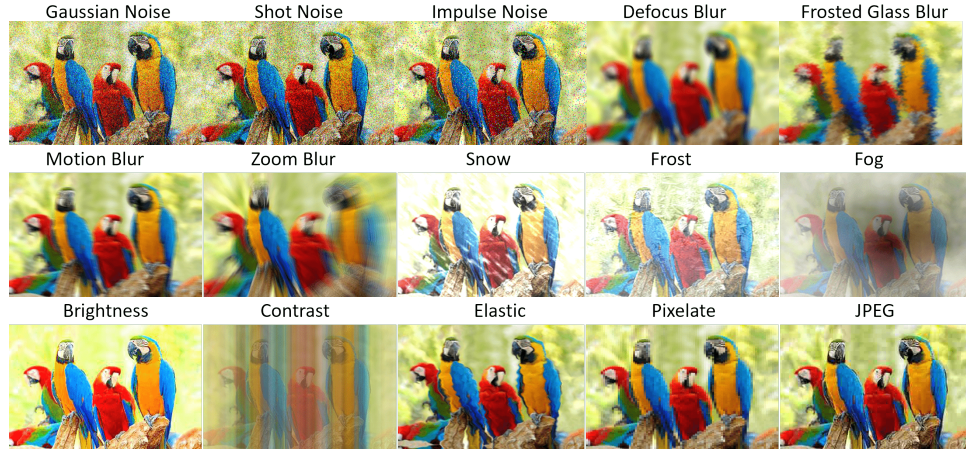 Gaussian Noise Shot Noise Impulse Noise Defocus Blur Frosted Glass Blur
Motion Blur Zoom Blur Snow Frost Fog
Brightness Contrast Elastic Pixelate JPEG